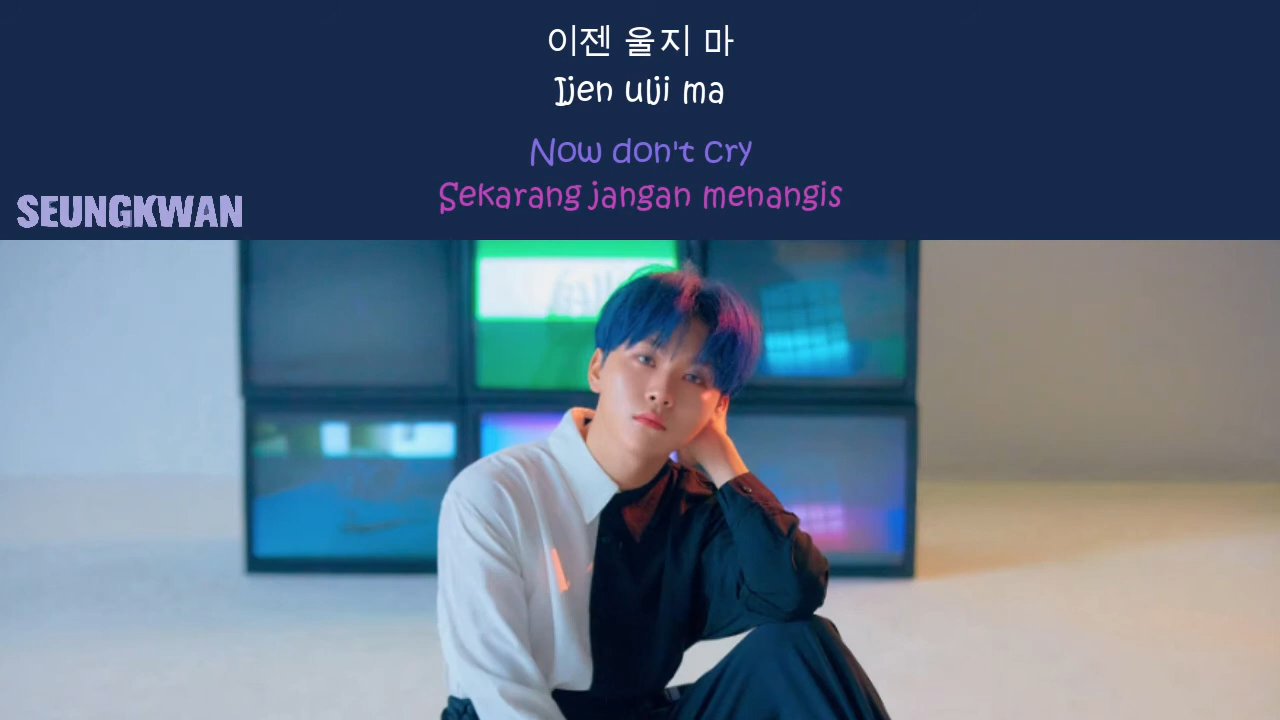 이젠 울지 마
Ijen ulji ma
Now don't cry
Sekarang jangan menangis
SEUNGKWAN